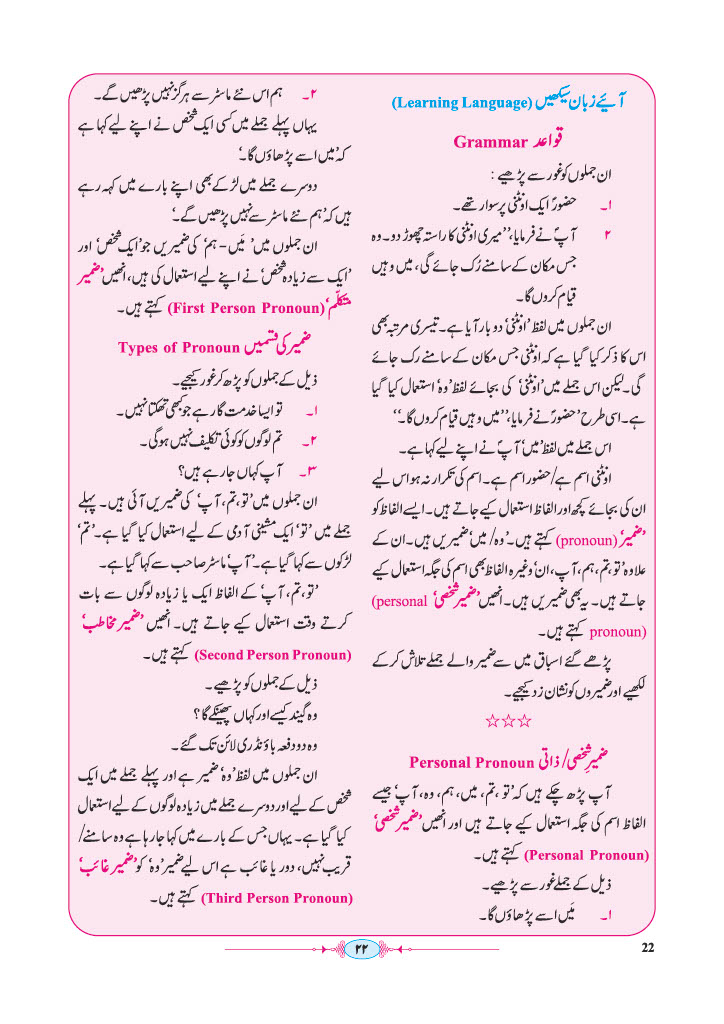 آئیے زبان سیکھیں (Learning Language)
قواعد Grammar
ان جملوں کو غور سے پڑھیے :
۱۔ حضورؐ ایک اونٹنی پر سوار تھے۔
۲ آپؐ نے فرمایا، ’’میری اونٹنی کا راستہ چھوڑ دو۔ وہ
جس مکان کے سامنے رُک جائے گی، میں وہیں
قیام کروں گا۔
ان جملوں میں لفظ ’اونٹنی‘ دو بار آیا ہے۔ تیسری مرتبہ بھی
اس کا ذکر کیا گیا ہے کہ اونٹنی جس مکان کے سامنے رک جائے
گی۔ لیکن اس جملے میں ’اونٹنی‘ کی بجائے لفظ ’وہ‘ استعمال کیا گیا
ہے۔ اسی طرح ’حضورؐ نے فرمایا، ’’میں وہیں قیام کروں گا۔‘‘
اس جملے میں لفظ ’میں‘ آپؐ نے اپنے لیے کہا ہے۔
اونٹنی اسم ہے/حضور اسم ہے۔ اسم کی تکرار نہ ہو اس لیے
ان کی بجائے کچھ اور الفاظ استعمال کیے جاتے ہیں۔ ایسے الفاظ کو
’ضمیر‘ (pronoun) کہتے ہیں۔ ’وہ/ میں‘ ضمیریں ہیں۔ ان کے
علاوہ ’تو، تم، ہم، آپ، ان‘ وغیرہ الفاظ بھی اسم کی جگہ استعمال کیے
جاتے ہیں۔ یہ بھی ضمیریں ہیں۔ انھیں ’ضمیر شخصی‘ (personal
pronoun) کہتے ہیں۔
پڑھے گئے اسباق میں سے ضمیر والے جملے تلاش کر کے
لکھیے اور ضمیروں کو نشان زد کیجیے۔
☆☆☆
ضمیرِ شخصی/ ذاتی Personal Pronoun
آپ پڑھ چکے ہیں کہ ’تو، تم، میں، ہم، وہ، آپ‘ جیسے
الفاظ اسم کی جگہ استعمال کیے جاتے ہیں اور انھیں ’ضمیر شخصی‘
(Personal Pronoun) کہتے ہیں۔
ذیل کے جملے غور سے پڑھیے۔
۱۔ مَیں اسے پڑھاؤں گا۔
۲۔ ہم اس نئے ماسٹر سے ہرگز نہیں پڑھیں گے۔
یہاں پہلے جملے میں کسی ایک شخص نے اپنے لیے کہا ہے
کہ ’میں اسے پڑھاؤں گا۔‘
دوسرے جملے میں لڑکے بھی اپنے بارے میں کہہ رہے
ہیں کہ ’ہم نئے ماسٹر سے نہیں پڑھیں گے۔‘
ان جملوں میں ’ مَیں - ہم‘ کی ضمیریں جو ’ایک شخص‘ اور
’ایک سے زیادہ شخص‘ نے اپنے لیے استعمال کی ہیں، انھیں ’ضمیر
متکلّم‘ (First Person Pronoun) کہتے ہیں۔
ضمیر کی قسمیں Types of Pronoun
ذیل کے جملوں کو پڑھ کر غور کیجیے۔
۱۔ تو ایسا خدمت گار ہے جو کبھی تھکتا نہیں۔
۲۔ تم لوگوں کو کوئی تکلیف نہیں ہوگی۔
۳۔ آپ کہاں جا رہے ہیں؟
ان جملوں میں ’تو، تم، آپ‘ کی ضمیریں آئی ہیں۔ پہلے
جملے میں ’تو‘ ایک مشینی آدمی کے لیے استعمال کیا گیا ہے۔ ’تم‘
لڑکوں سے کہا گیا ہے۔ ’آپ‘ ماسٹر صاحب سے کہا گیا ہے۔
’تو، تم، آپ‘ کے الفاظ ایک یا زیادہ لوگوں سے بات
کرتے وقت استعمال کیے جاتے ہیں۔ انھیں ’ضمیر مخاطب‘
(Second Person Pronoun) کہتے ہیں۔
ذیل کے جملوں کو پڑھیے۔
وہ گیند کیسے اور کہاں پھینکے گا؟
وہ دو دفعہ باؤنڈری لائن تک گئے۔
ان جملوں میں لفظ ’وہ‘ ضمیر ہے اور پہلے جملے میں ایک
شخص کے لیے اور دوسرے جملے میں زیادہ لوگوں کے لیے استعمال
کیا گیا ہے۔ یہاں جس کے بارے میں کہا جا رہا ہے وہ سامنے/
قریب نہیں، دور یا غائب ہے اس لیے ضمیر ’وہ‘ کو ’ضمیر غائب‘
(Third Person Pronoun) کہتے ہیں۔
۲۲
22